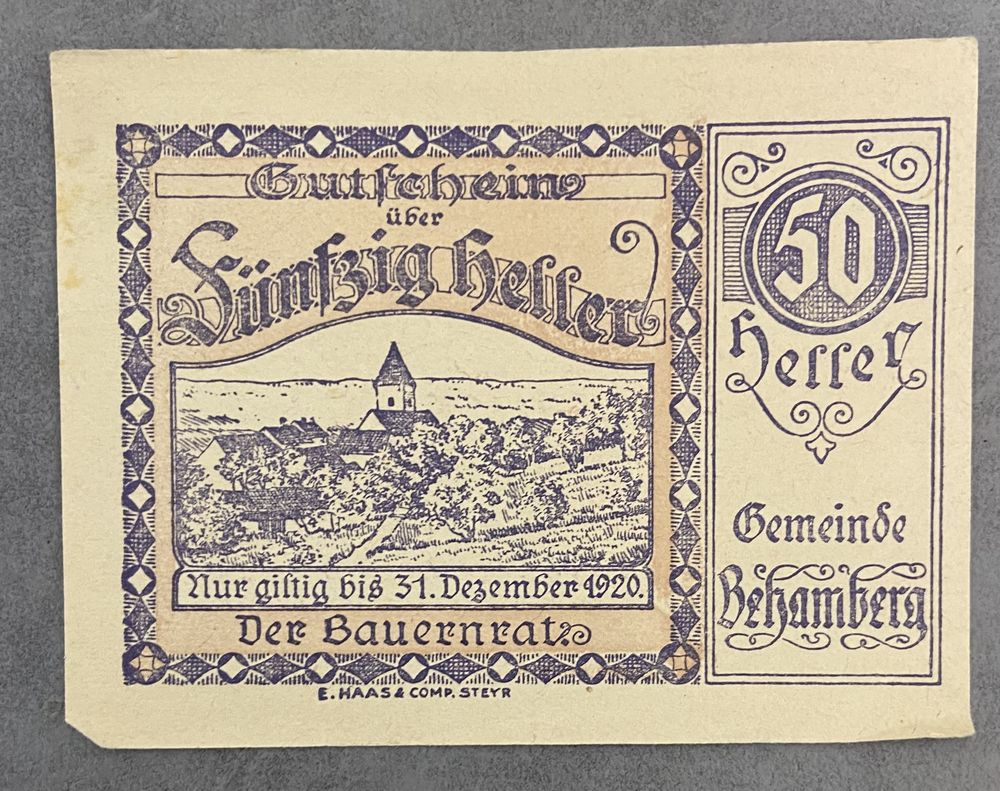 Gutschein
über
Fünfzig Heller
Nur giltig bis 31. Dezember 1920.
Der Bauernrat
E. HAAS & COMP. STEYR
50
Heller
Gemeinde
Behamberg